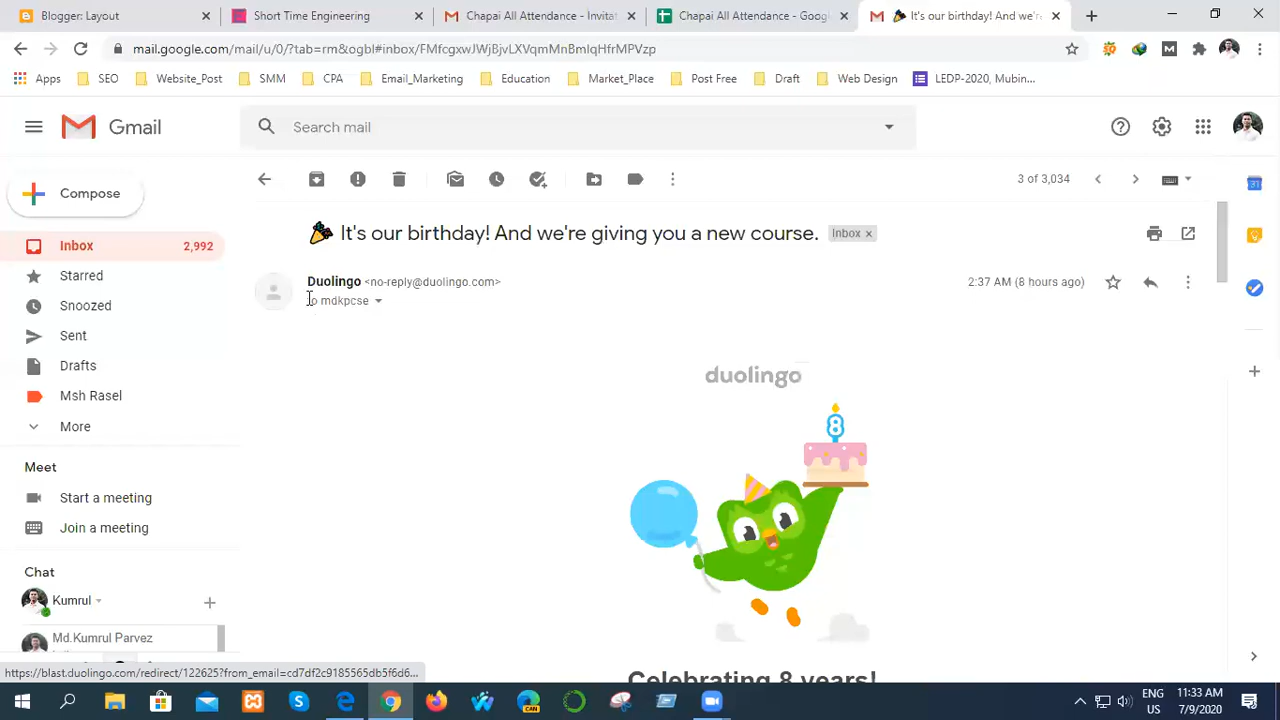 Blogger: Layout
Short Time Engineering
Chapai All Attendance - Invitat
Chapai All Attendance - Google
It's our birthday! And we're
mail.google.com/mail/u/0/?tab=rm&ogbl#inbox/FMfcgxwJWjBjvLXVqmMnBmIqHfrMPVzp
Apps
SEO
Website_Post
SMM
CPA
Email_Marketing
Education
Market_Place
Post Free
Draft
Web Design
LEDP-2020, Mubin...
Gmail
Search mail
Compose
3 of 3,034
Inbox
2,992
It's our birthday! And we're giving you a new course.
Inbox x
Starred
Duolingo <no-reply@duolingo.com>
2:37 AM (8 hours ago)
to mdkpcse
Snoozed
Sent
Drafts
Msh Rasel
More
duolingo
8
Meet
Start a meeting
Join a meeting
Chat
Kumrul
Md.Kumrul Parvez
https://blast.duolingo.com/redirect/122625?from_email=cd7df2c9185565db5f6d6...
Celebrating 8 years!
ENG
US
11:33 AM
7/9/2020